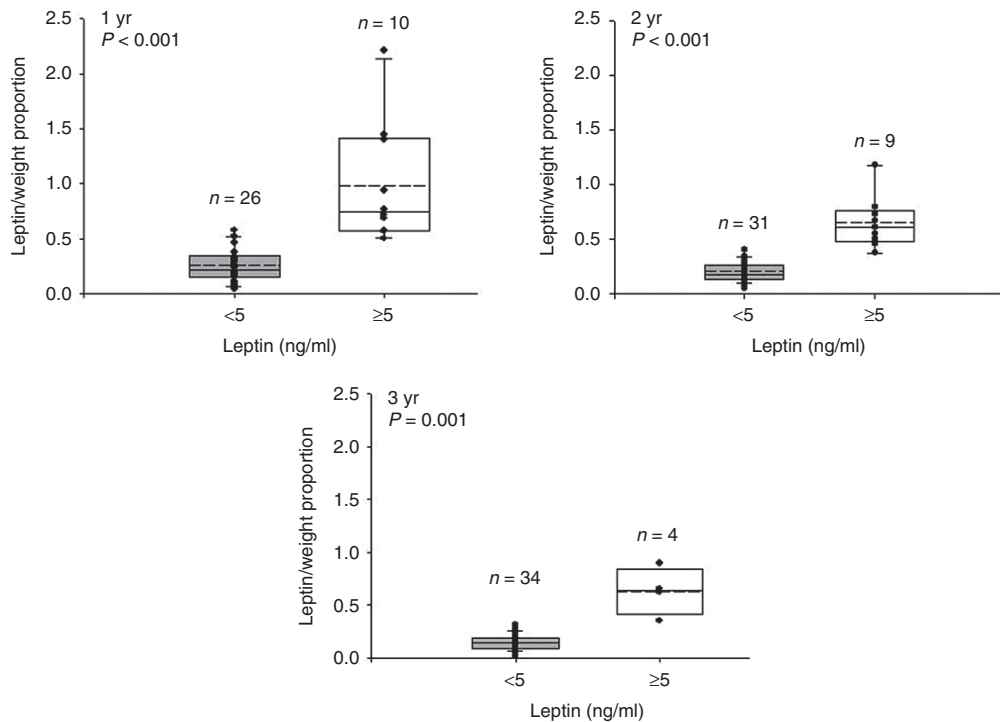 1 yr
P < 0.001
n = 10
n = 26
2.5
2.0
1.5
1.0
0.5
0.0
Leptin/weight proportion
<5
≥5
Leptin (ng/ml)
2 yr
P < 0.001
n = 9
n = 31
2.5
2.0
1.5
1.0
0.5
0.0
Leptin/weight proportion
<5
≥5
Leptin (ng/ml)
3 yr
P = 0.001
n = 4
n = 34
2.5
2.0
1.5
1.0
0.5
0.0
Leptin/weight proportion
<5
≥5
Leptin (ng/ml)